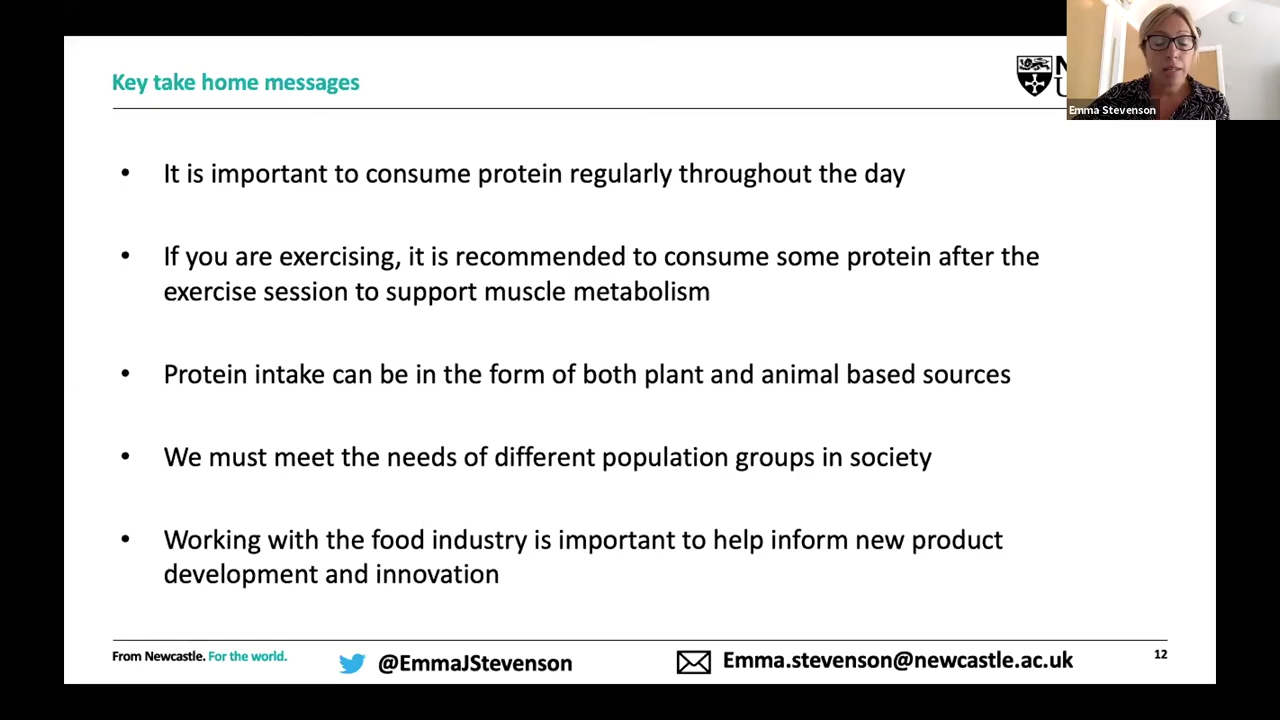 Key take home messages
Emma Stevenson
• It is important to consume protein regularly throughout the day
• If you are exercising, it is recommended to consume some protein after the
exercise session to support muscle metabolism
• Protein intake can be in the form of both plant and animal based sources
• We must meet the needs of different population groups in society
• Working with the food industry is important to help inform new product
development and innovation
From Newcastle. For the world.
@EmmaJStevenson
Emma.stevenson@newcastle.ac.uk
12